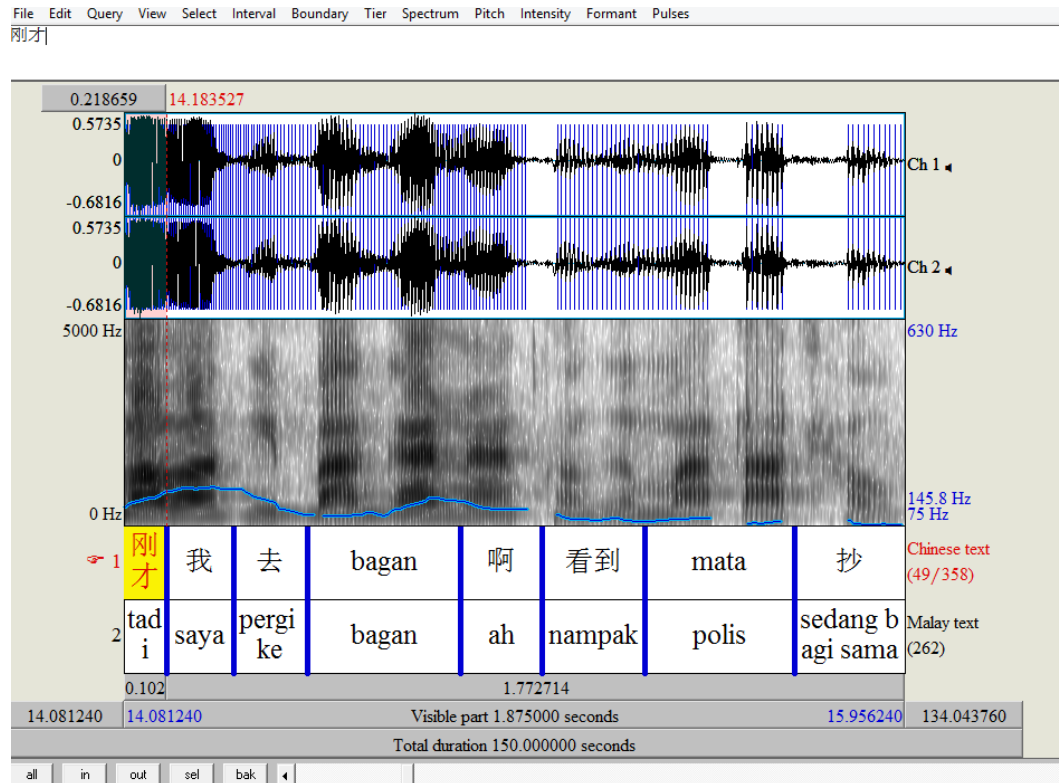 File Edit Query View Select Interval Boundary Tier Spectrum Pitch Intensity Formant Pulses
刚才
0.218659 14.183527
0.5735
0
-0.6816
Ch 1
0.5735
0
-0.6816
Ch 2
5000 Hz
630 Hz
145.8 Hz
0 Hz
75 Hz
1
刚才 我 去 bagan 啊 看到 mata 抄
Chinese text
(49/358)
2
tadi saya pergi ke bagan ah nampak polis sedang bagi sama
Malay text
(262)
0.102 1.772714
14.081240 14.081240 Visible part 1.875000 seconds 15.956240 134.043760
Total duration 150.000000 seconds
all in out sel bak